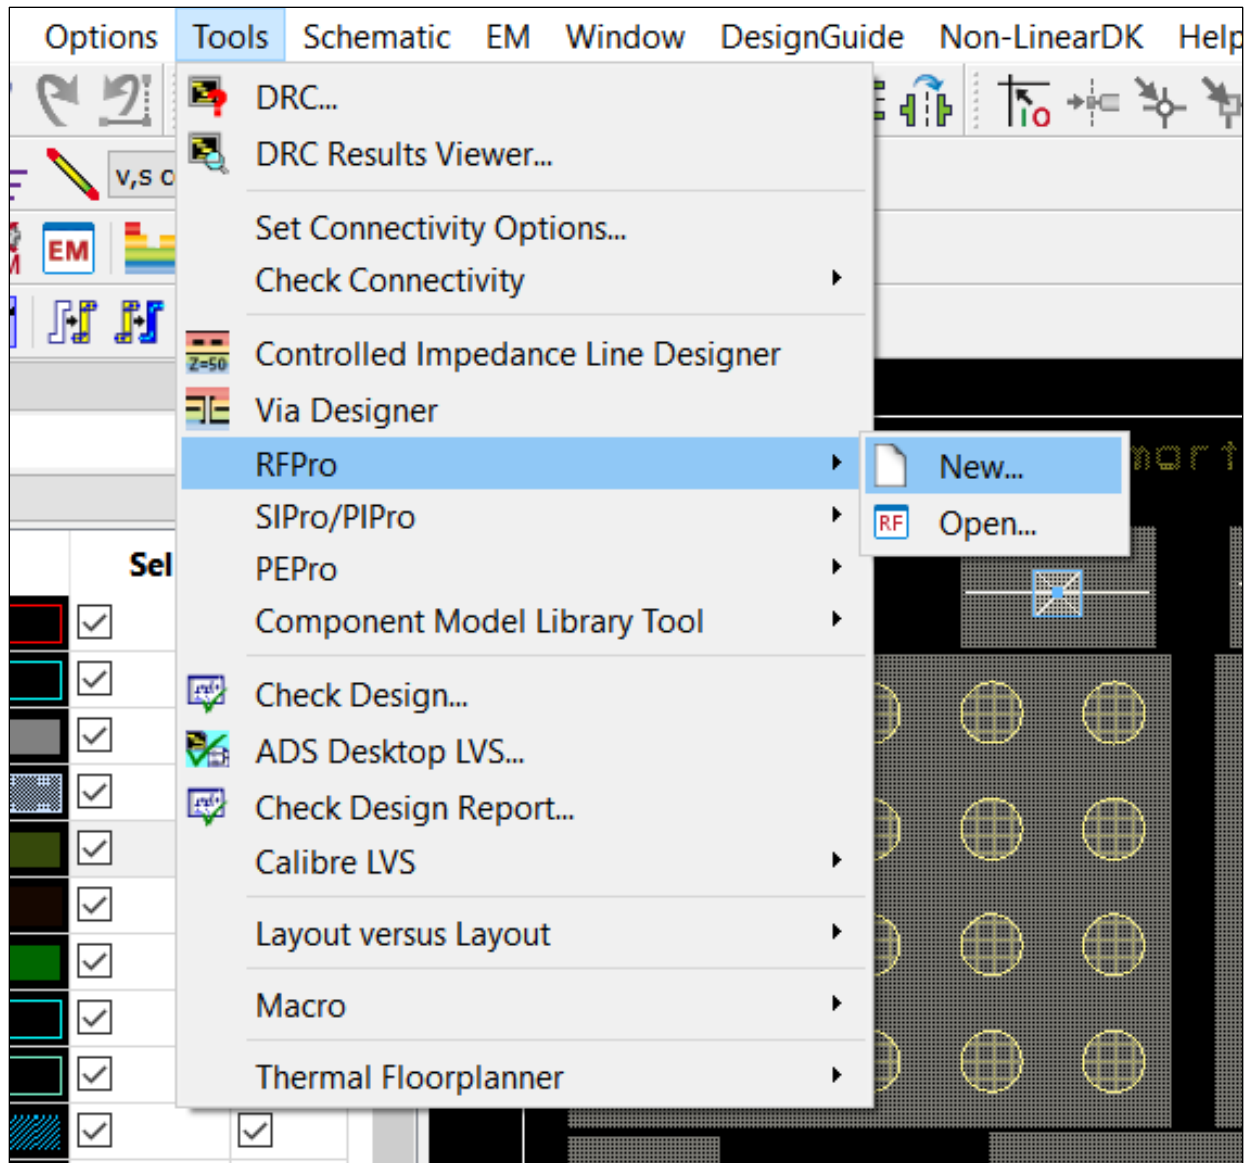 Options Tools Schematic EM Window DesignGuide Non-LinearDK Help
DRC...
DRC Results Viewer...
v,s
Set Connectivity Options...
EM
Check Connectivity
Controlled Impedance Line Designer
Z=50
Via Designer
RFPro
New...
SIPro/PIPro
RF Open...
Sel
PEPro
Component Model Library Tool
Check Design...
ADS Desktop LVS...
Check Design Report...
Calibre LVS
Layout versus Layout
Macro
Thermal Floorplanner